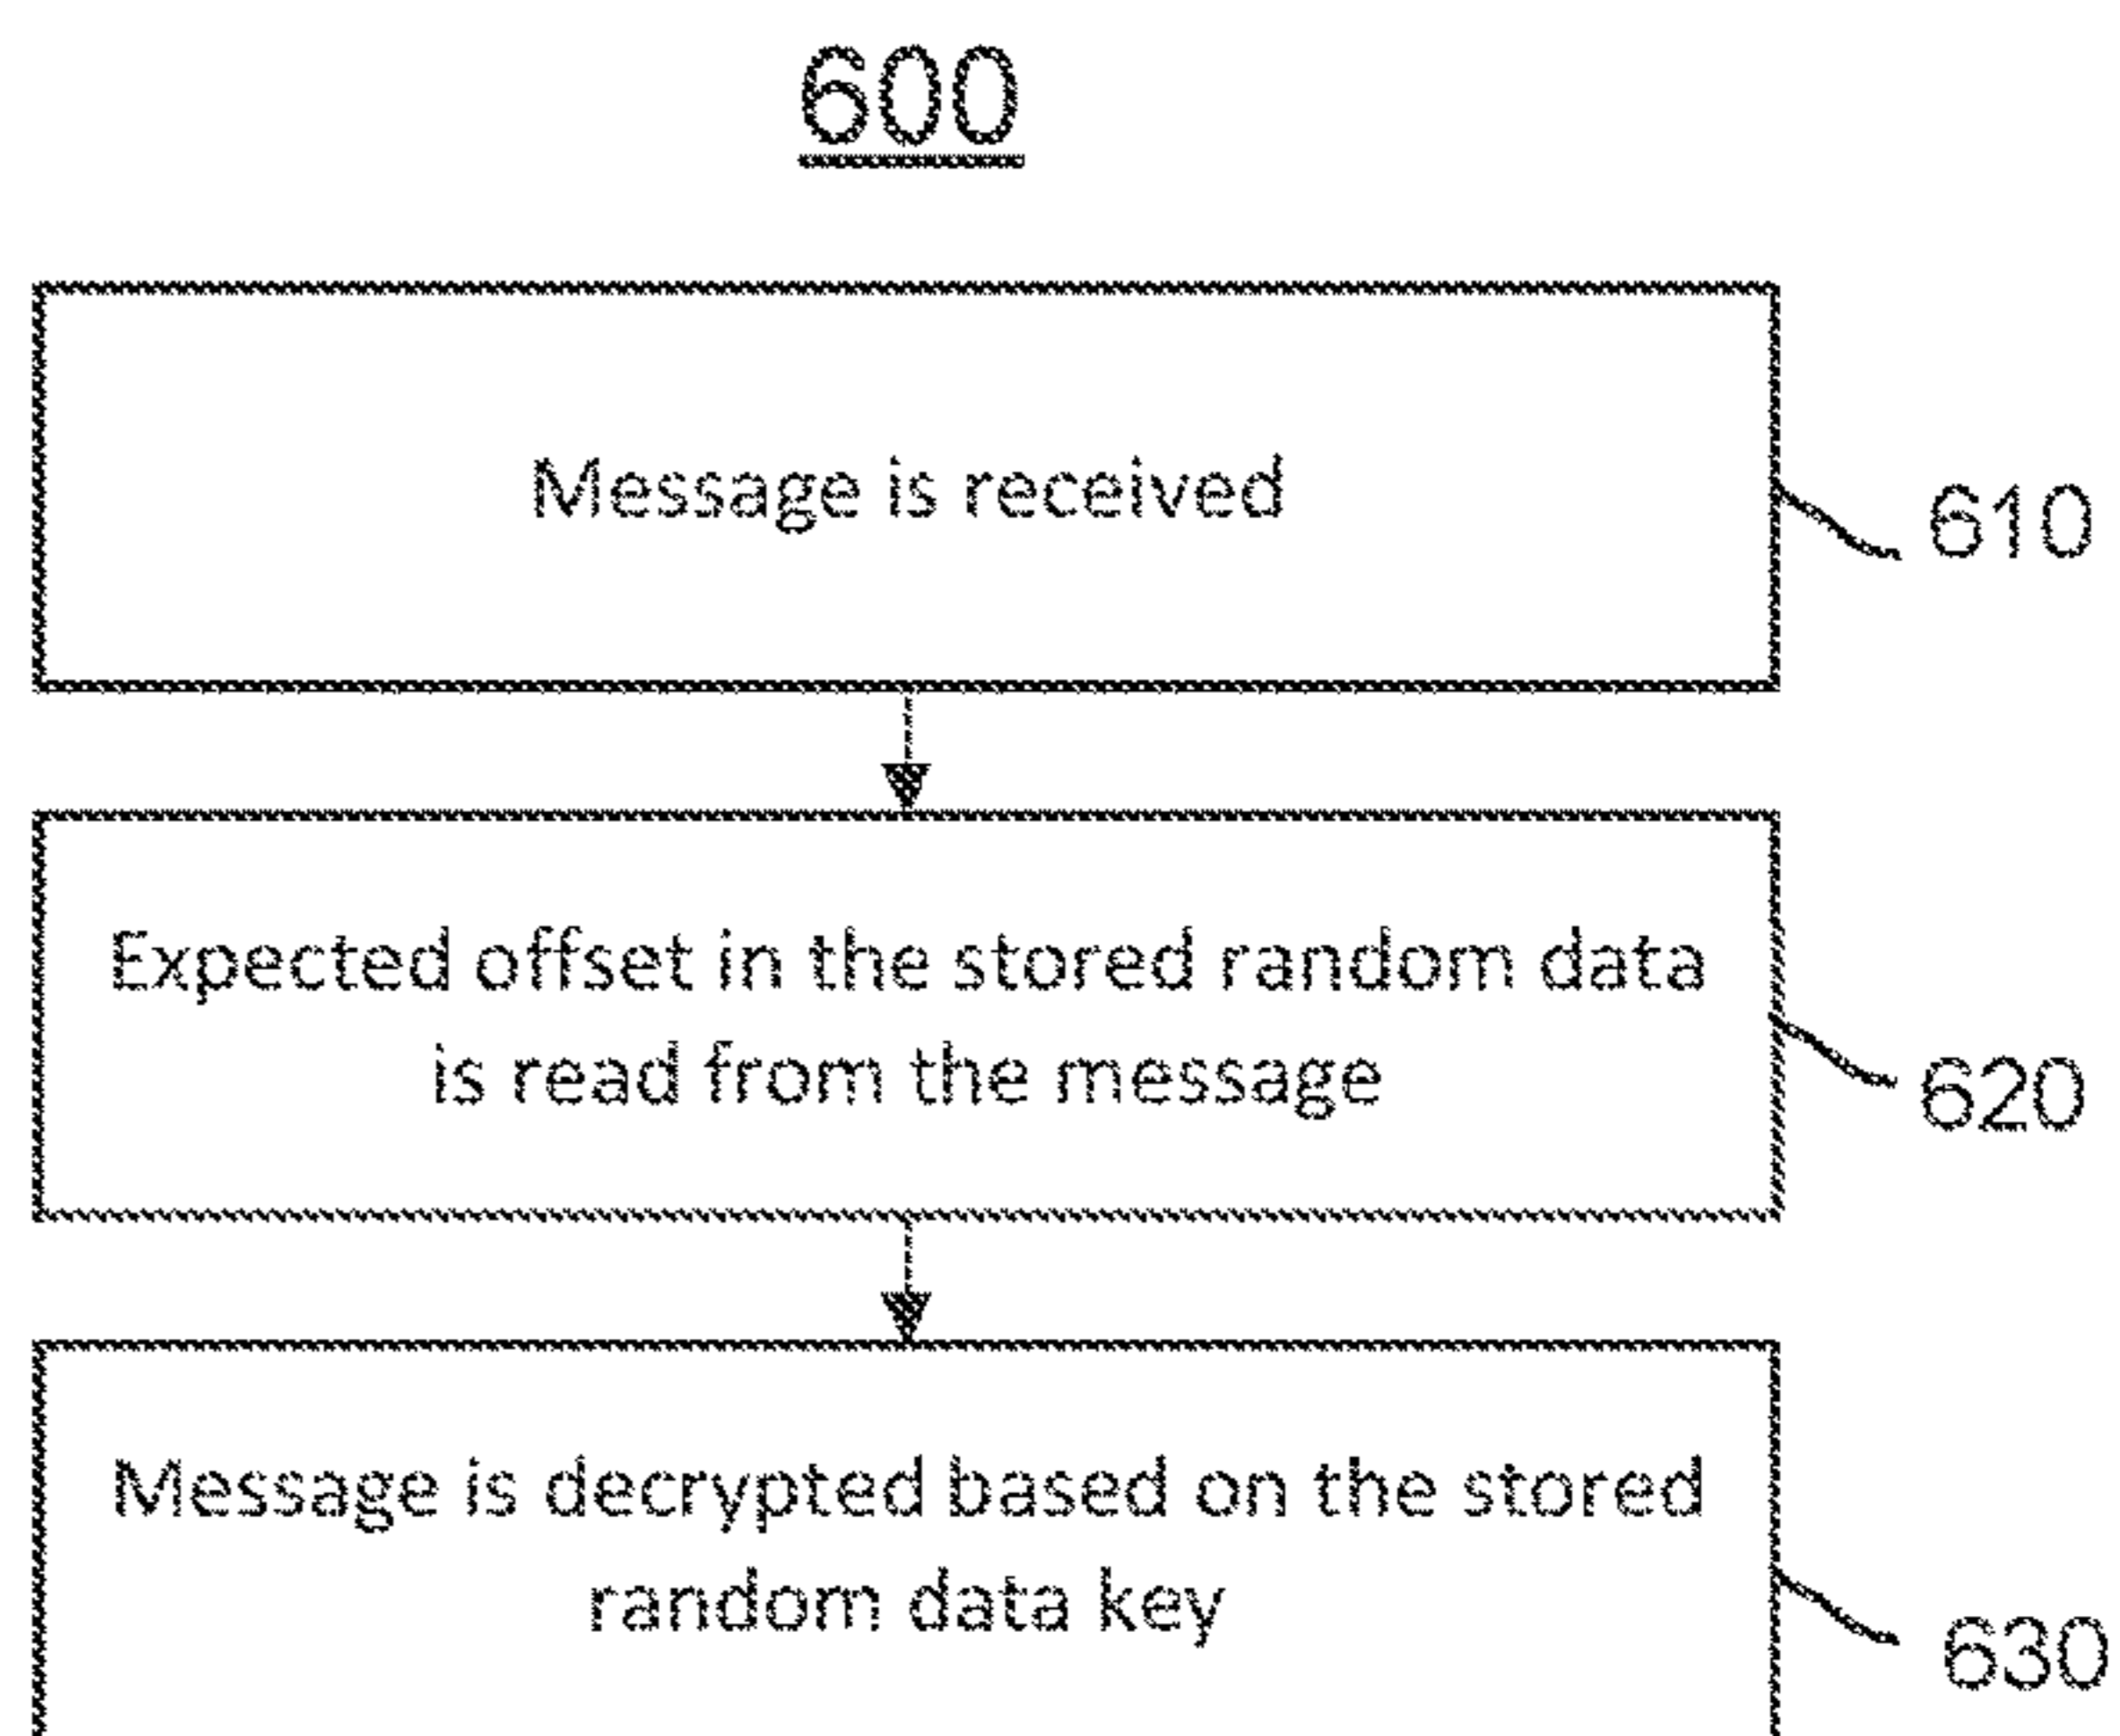 600
Message is received
610
Expected offset in the stored random data
is read from the message
620
Message is decrypted based on the stored
random data key
630